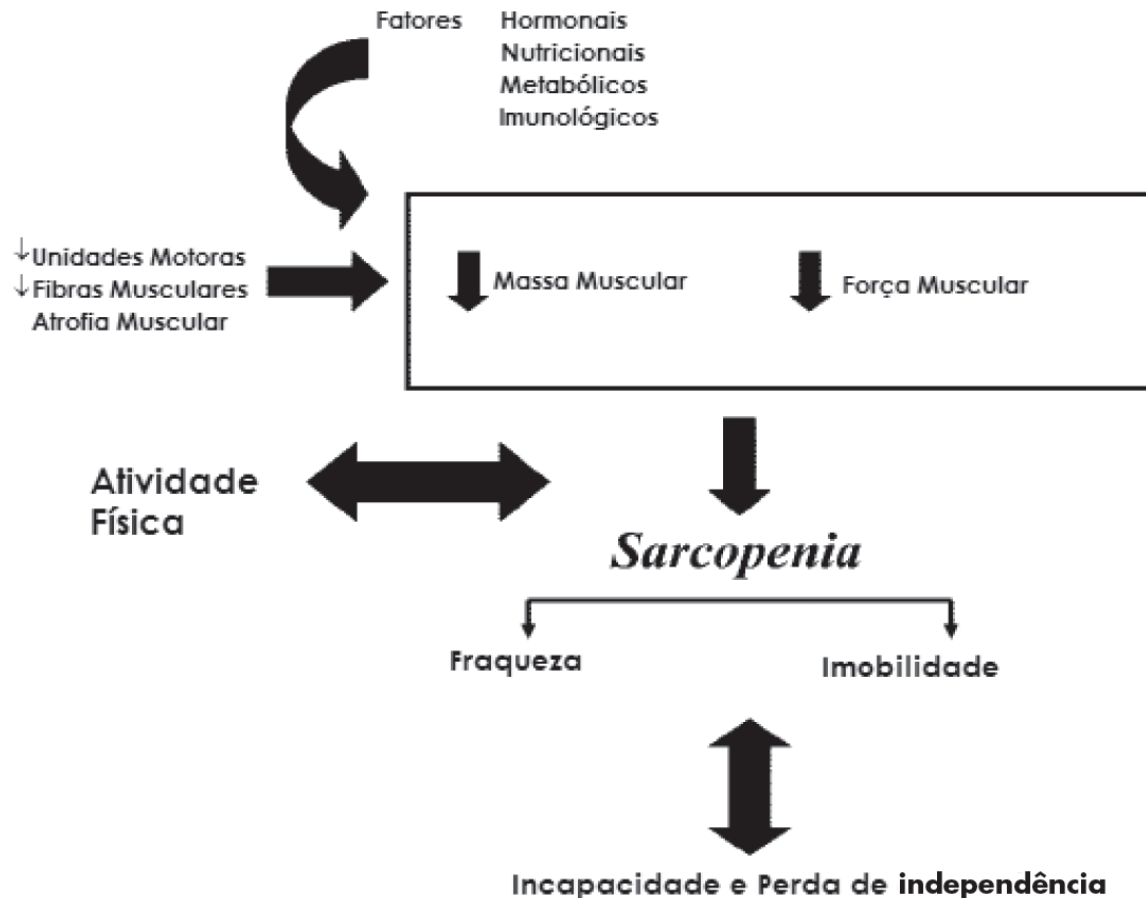 Fatores Hormonais
Nutricionais
Metabólicos
Imunológicos
↓Unidades Motoras
↓Fibras Musculares
Atrofia Muscular
Massa Muscular
Força Muscular
Atividade
Física
Sarcopenia
Fraqueza
Imobilidade
Incapacidade e Perda de independência